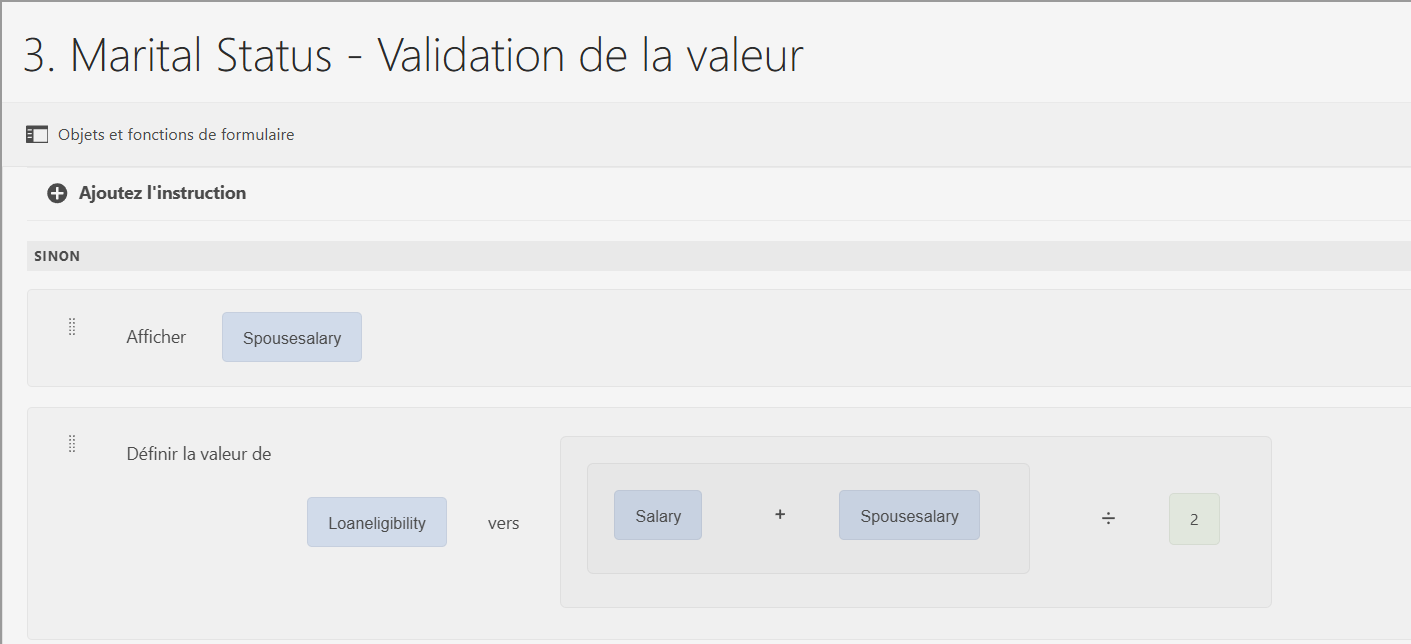 3. Marital Status - Validation de la valeur
Objets et fonctions de formulaire
Ajoutez l'instruction
SINON
Afficher Spousesalary
Définir la valeur de
Loaneligibility vers Salary + Spousesalary ÷ 2